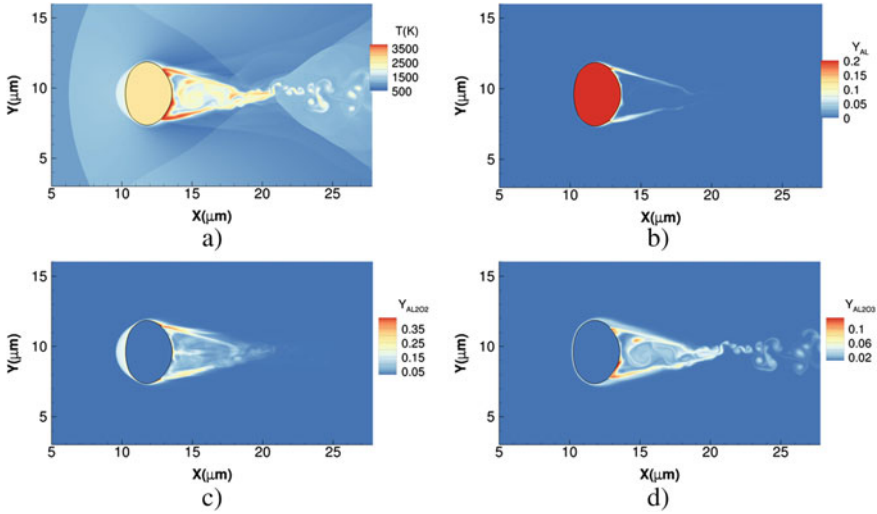 T(K)
3500
2500
1500
500
Y(μm)
15
10
5
5 10 15 20 25
X(μm)
a)
Y_AL
0.2
0.15
0.1
0.05
0
Y(μm)
15
10
5
5 10 15 20 25
X(μm)
b)
Y_AL2O2
0.35
0.25
0.15
0.05
Y(μm)
15
10
5
5 10 15 20 25
X(μm)
c)
Y_AL2O3
0.1
0.06
0.02
Y(μm)
15
10
5
5 10 15 20 25
X(μm)
d)